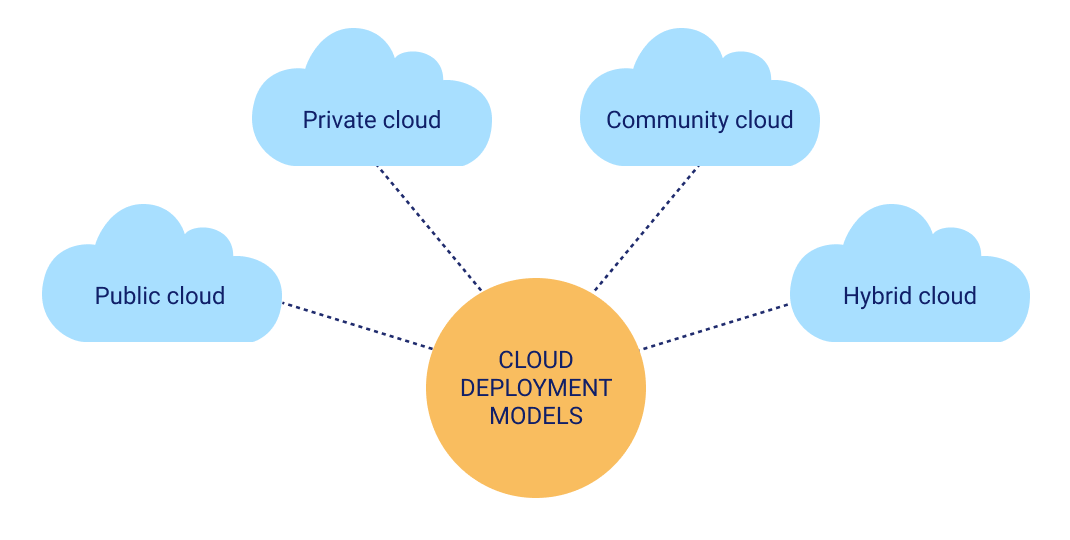 Private cloud
Community cloud
Public cloud
Hybrid cloud
CLOUD
DEPLOYMENT
MODELS